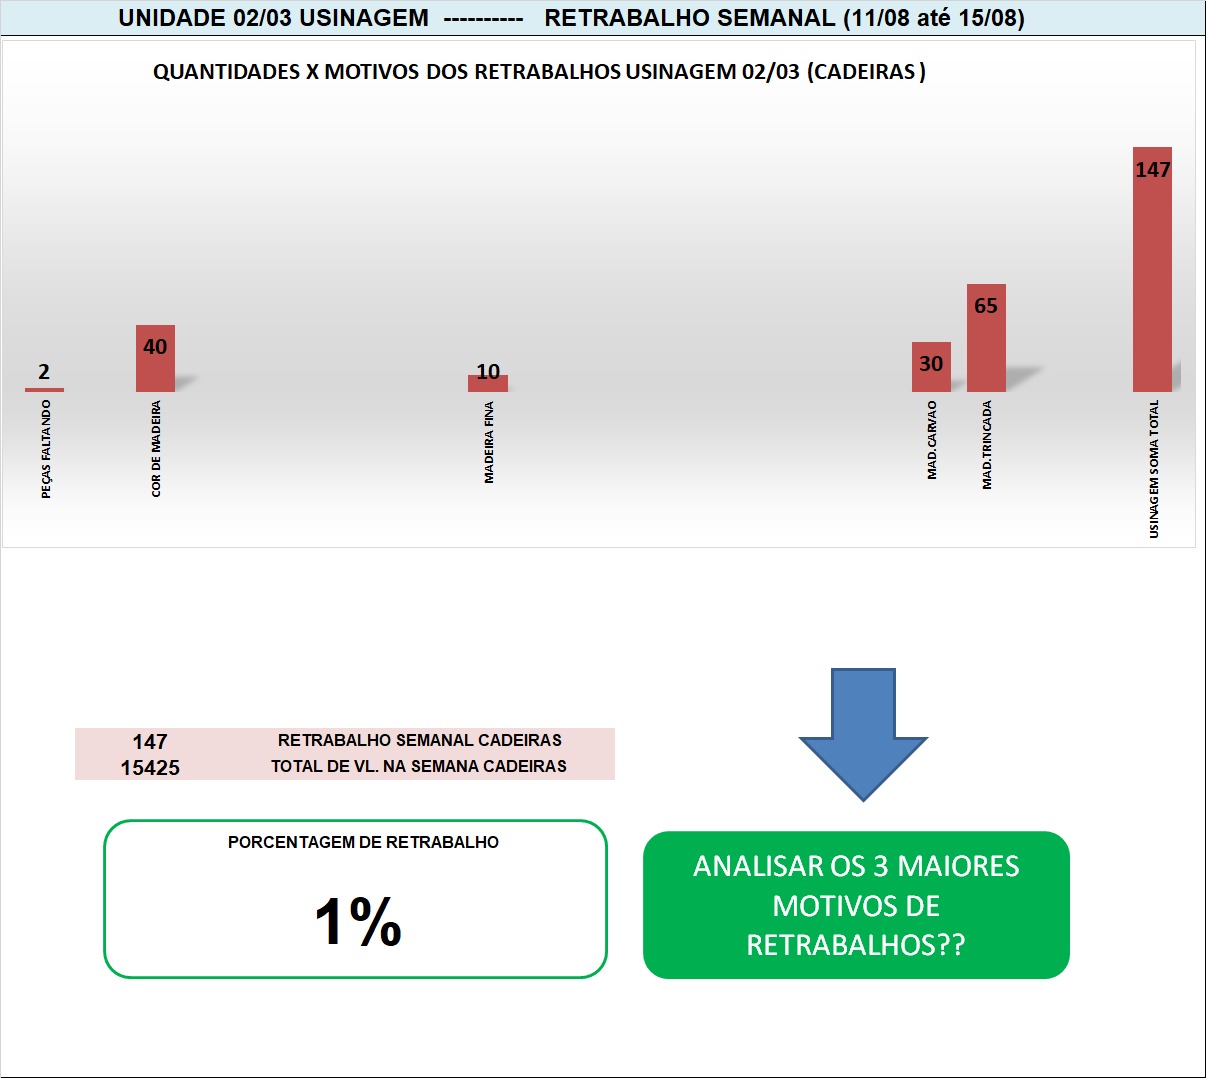 UNIDADE 02/03 USINAGEM ---------- RETRABALHO SEMANAL (11/08 até 15/08)
QUANTIDADES X MOTIVOS DOS RETRABALHOS USINAGEM 02/03 (CADEIRAS )
2
40
10
30
65
147
PEÇAS FALTANDO
COR DE MADEIRA
MADEIRA FINA
MAD.CARVAO
MAD.TRINCADA
USINAGEM SOMA TOTAL
147 RETRABALHO SEMANAL CADEIRAS
15425 TOTAL DE VL. NA SEMANA CADEIRAS
PORCENTAGEM DE RETRABALHO
1%
ANALISAR OS 3 MAIORES
MOTIVOS DE
RETRABALHOS??